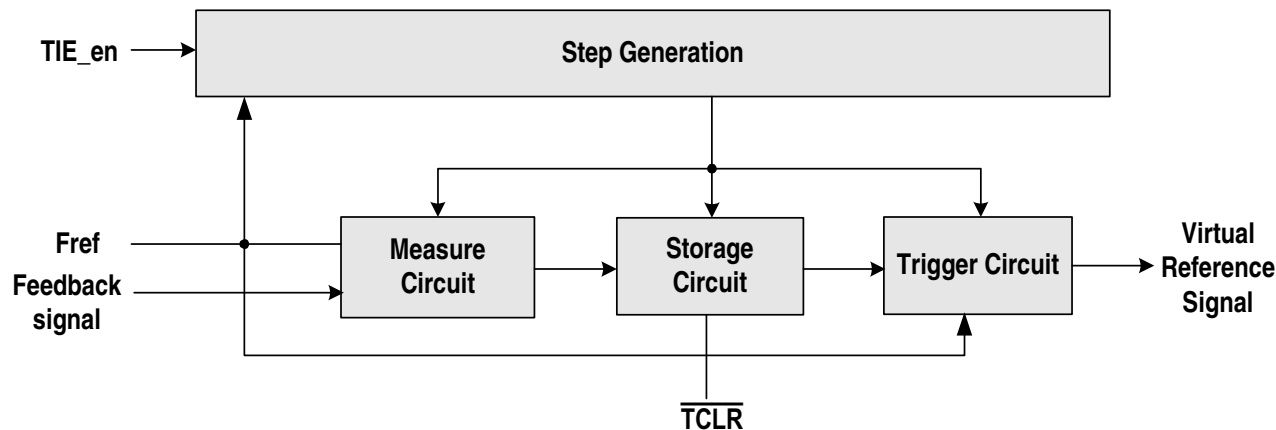 TIE_en
Step Generation
Fref
Feedback
signal
Measure
Circuit
Storage
Circuit
Trigger Circuit
Virtual
Reference
Signal
TCLR